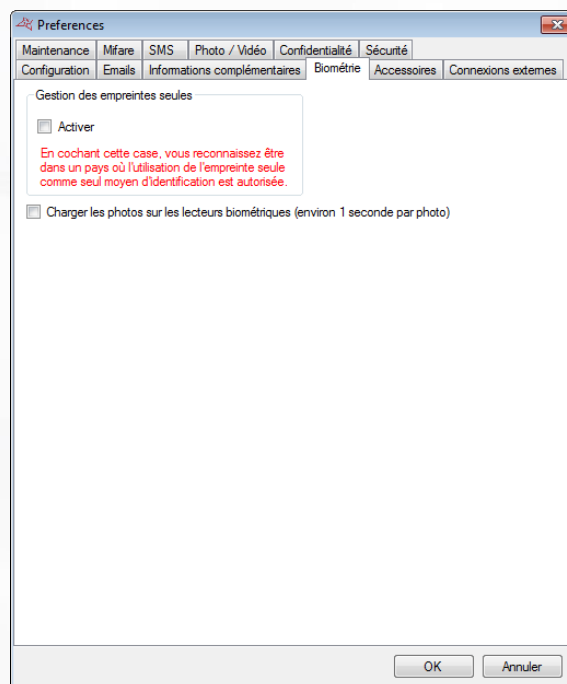 Preferences
Maintenance Mifare SMS Photo / Vidéo Confidentialité Sécurité
Configuration Emails Informations complémentaires Biométrie Accessoires Connexions externes
Gestion des empreintes seules
Activer
En cochant cette case, vous reconnaissez être
dans un pays où l'utilisation de l'empreinte seule
comme seul moyen d'identification est autorisée.
Charger les photos sur les lecteurs biométriques (environ 1 seconde par photo)
OK Annuler